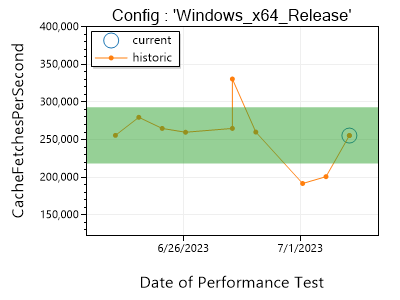 Config : 'Windows_x64_Release'
current
historic
400,000
350,000
300,000
250,000
200,000
150,000
CacheFetchesPerSecond
6/26/2023 7/1/2023
Date of Performance Test